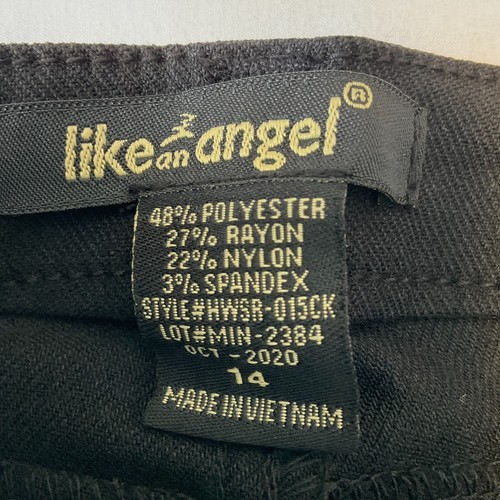 like an angel®
48% POLYESTER
27% RAYON
22% NYLON
3% SPANDEX
STYLE#HWSR-015CK
LOT#MIN-2384
OCT - 2020
14
MADE IN VIETNAM